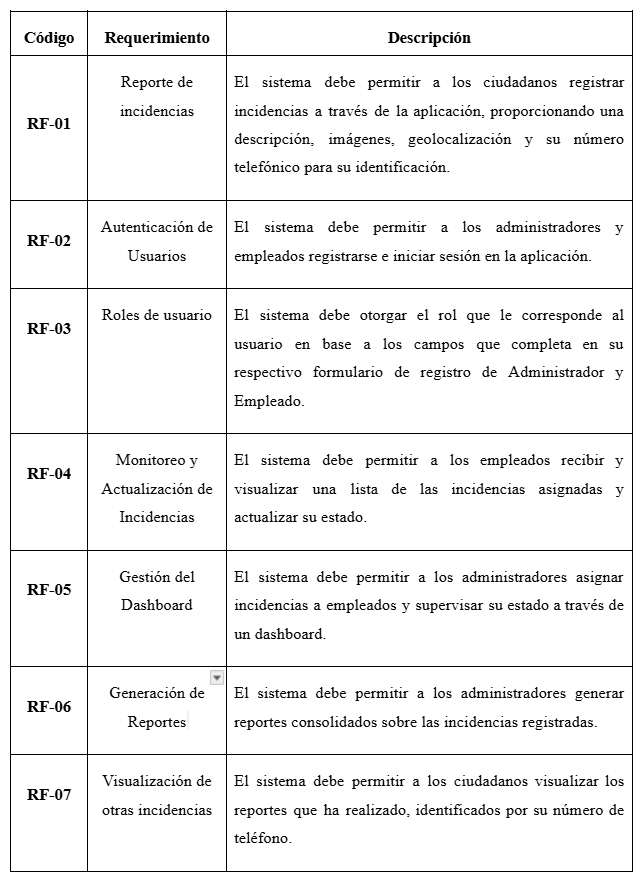 Código Requerimiento Descripción
RF-01
Reporte de
incidencias
El sistema debe permitir a los ciudadanos registrar
incidencias a través de la aplicación, proporcionando una
descripción, imágenes, geolocalización y su número
telefónico para su identificación.
RF-02
Autenticación de
Usuarios
El sistema debe permitir a los administradores y
empleados registrarse e iniciar sesión en la aplicación.
RF-03
Roles de usuario
El sistema debe otorgar el rol que le corresponde al
usuario en base a los campos que completa en su
respectivo formulario de registro de Administrador y
Empleado.
RF-04
Monitoreo y
Actualización de
Incidencias
El sistema debe permitir a los empleados recibir y
visualizar una lista de las incidencias asignadas y
actualizar su estado.
RF-05
Gestión del
Dashboard
El sistema debe permitir a los administradores asignar
incidencias a empleados y supervisar su estado a través de
un dashboard.
RF-06
Generación de
Reportes
El sistema debe permitir a los administradores generar
reportes consolidados sobre las incidencias registradas.
RF-07
Visualización de
otras incidencias
El sistema debe permitir a los ciudadanos visualizar los
reportes que ha realizado, identificados por su número de
teléfono.